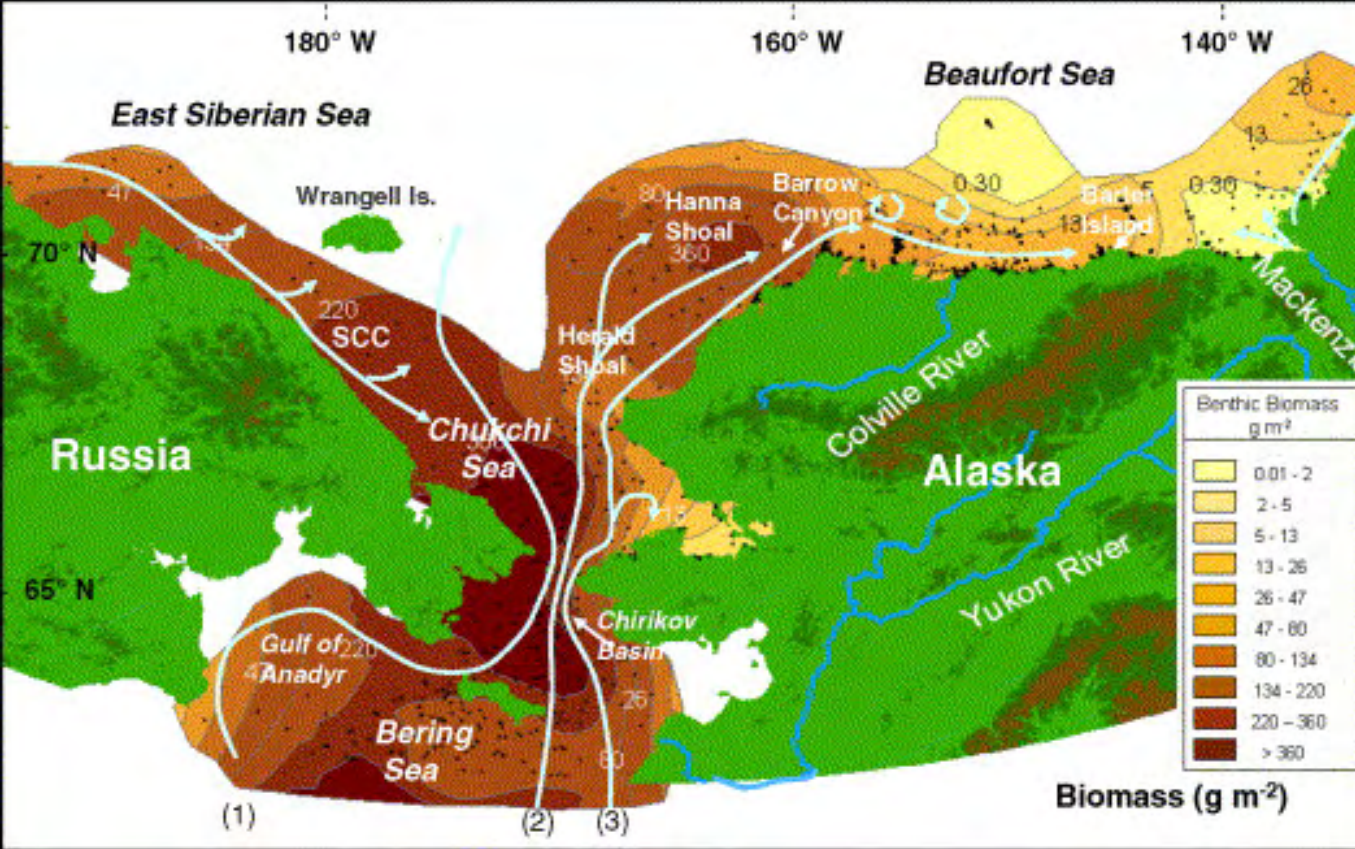 180° W
160° W
140° W
Beaufort Sea
East Siberian Sea
26
13
47
Wrangell Is.
80
Hanna
Shoal
360
Barrow
Canyon
0.30
13
5
Barter
Island
0.30
70° N
220
SCC
Herald
Shoal
Mackenz
Colville River
Chukchi
Sea
Russia
Alaska
Benthic Biomass
g m-2
0.01 - 2
2 - 5
5 - 13
13 - 26
26 - 47
47 - 80
80 - 134
134 - 220
220 - 360
> 360
65° N
Yukon River
Chirikov
Basin
Gulf of
Anadyr
220
47
26
Bering
Sea
80
Biomass (g m-2)
(1)
(2)
(3)